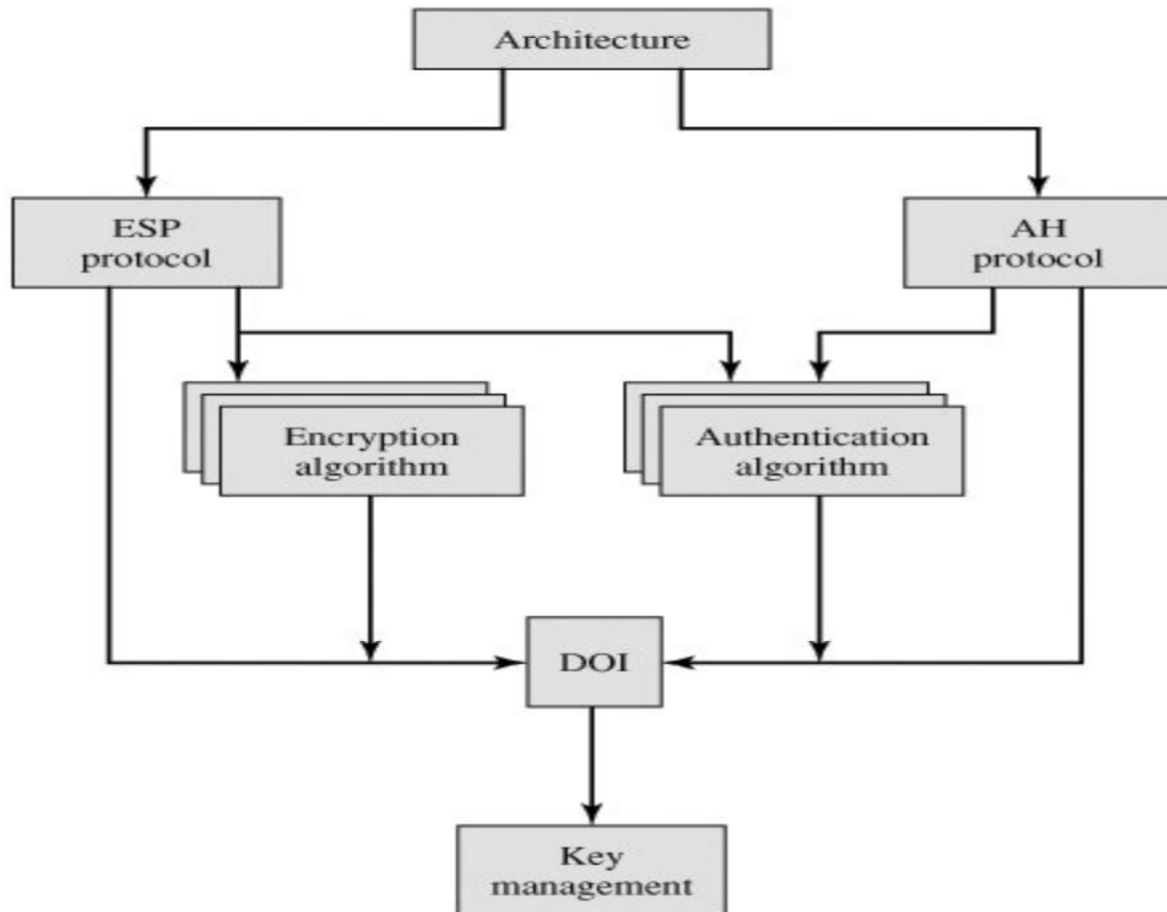 Architecture
ESP
protocol
AH
protocol
Encryption
algorithm
Authentication
algorithm
DOI
Key
management